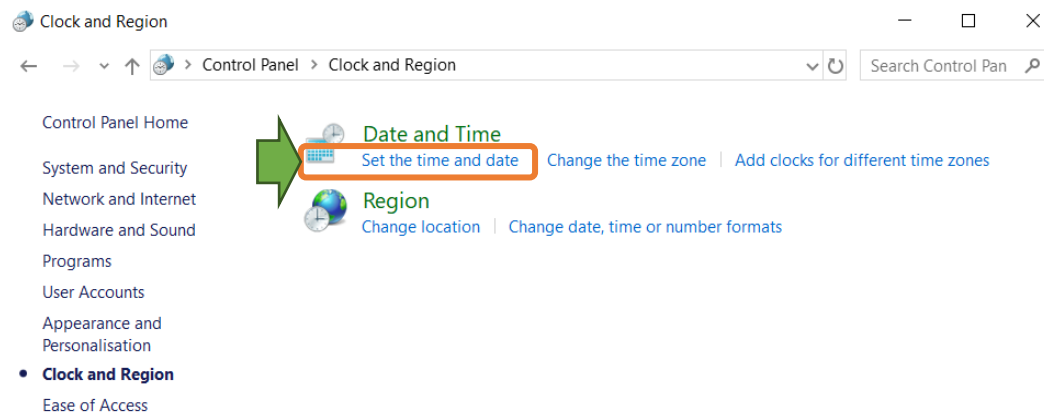 Clock and Region
Control Panel > Clock and Region
Search Control Pan
Control Panel Home
System and Security
Network and Internet
Hardware and Sound
Programs
User Accounts
Appearance and
Personalisation
Clock and Region
Ease of Access
Date and Time
Set the time and date
Change the time zone
Add clocks for different time zones
Region
Change location
Change date, time or number formats